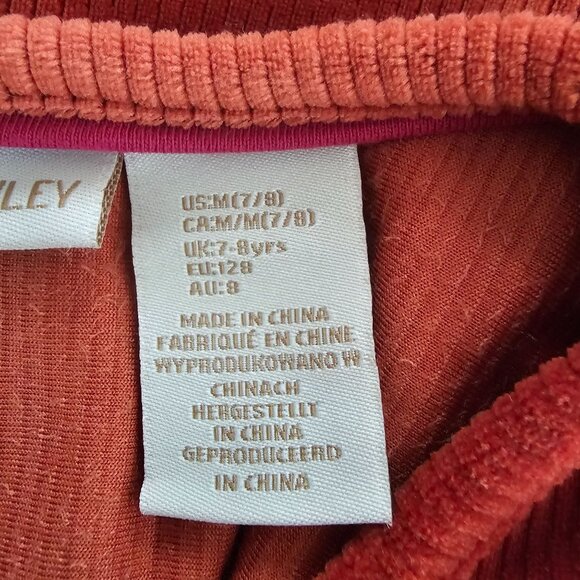 US:M(7/8)
CA:M/M(7/8)
UK:7-8yrs
EU:128
AU:8
MADE IN CHINA
FABRIQUÉ EN CHINE
WYPRODUKOWANO W
CHINACH
HERGESTELLT
IN CHINA
GEPRODUCEERD
IN CHINA